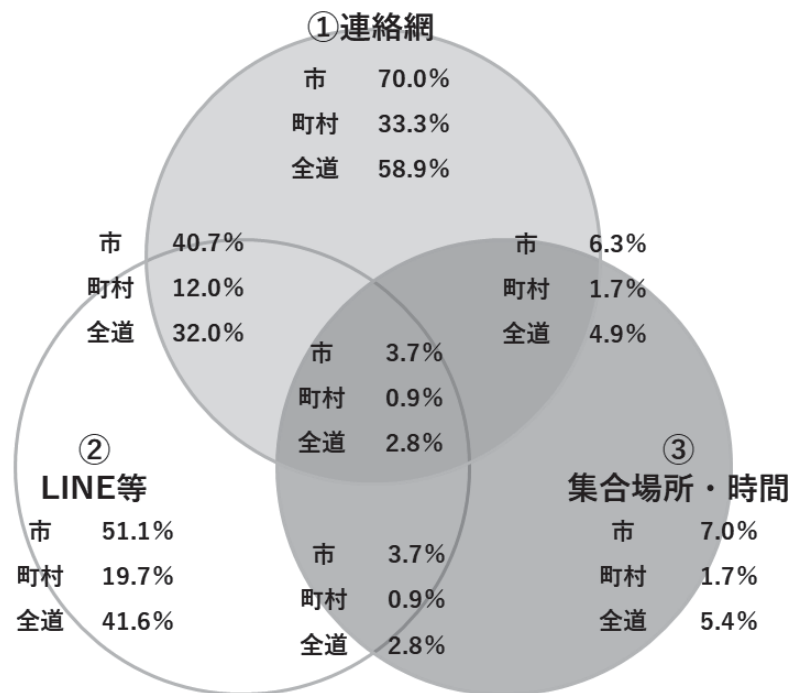 ①連絡網
市 70.0%
町村 33.3%
全道 58.9%
市 40.7%
町村 12.0%
全道 32.0%
市 6.3%
町村 1.7%
全道 4.9%
市 3.7%
町村 0.9%
全道 2.8%
②
LINE等
市 51.1%
町村 19.7%
全道 41.6%
③
集合場所・時間
市 7.0%
町村 1.7%
全道 5.4%
市 3.7%
町村 0.9%
全道 2.8%